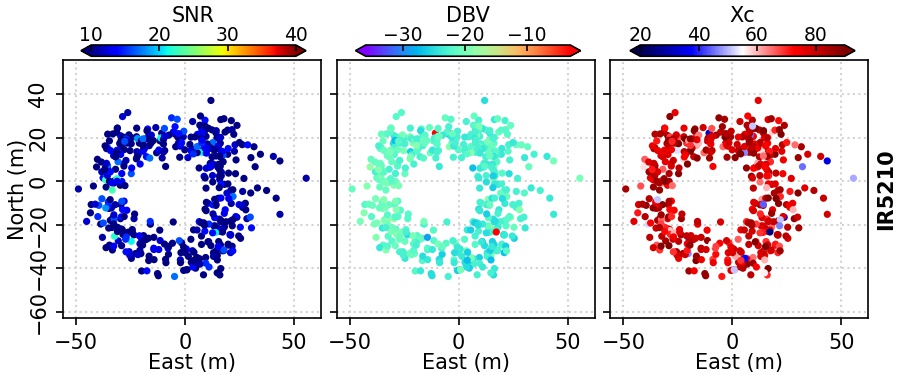 SNR DBV Xc
10 20 30 40 −30 −20 −10 20 40 60 80
North (m)
40
20
0
−20
−40
−60
−50 0 50 −50 0 50 −50 0 50
East (m) East (m) East (m)
IR5210